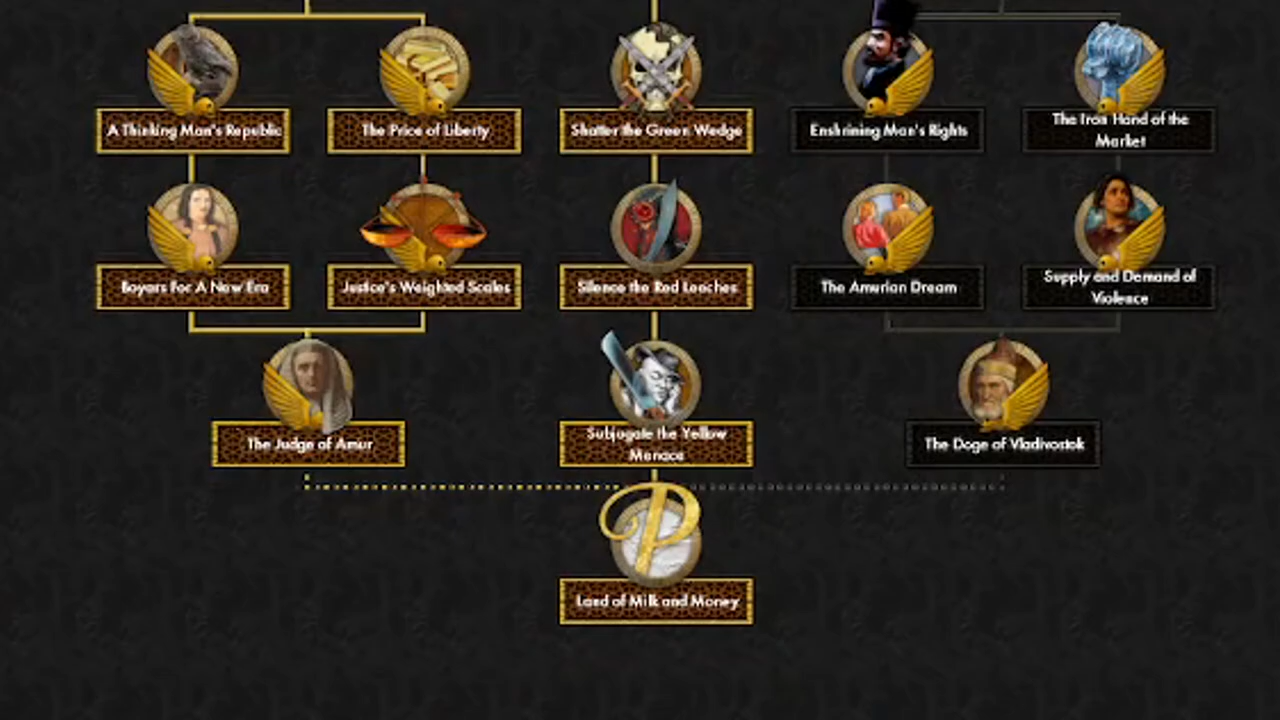 A Thinking Man's Republic
The Price of Liberty
Shatter the Green Wedge
Enshrining Man's Rights
The Iron Hand of the
Market
Boyars For A New Era
Justice's Weighted Scales
Silence the Red Leeches
The Amurian Dream
Supply and Demand of
Violence
The Judge of Amur
Subjugate the Yellow
Menace
The Doge of Vladivostok
P
Land of Milk and Money